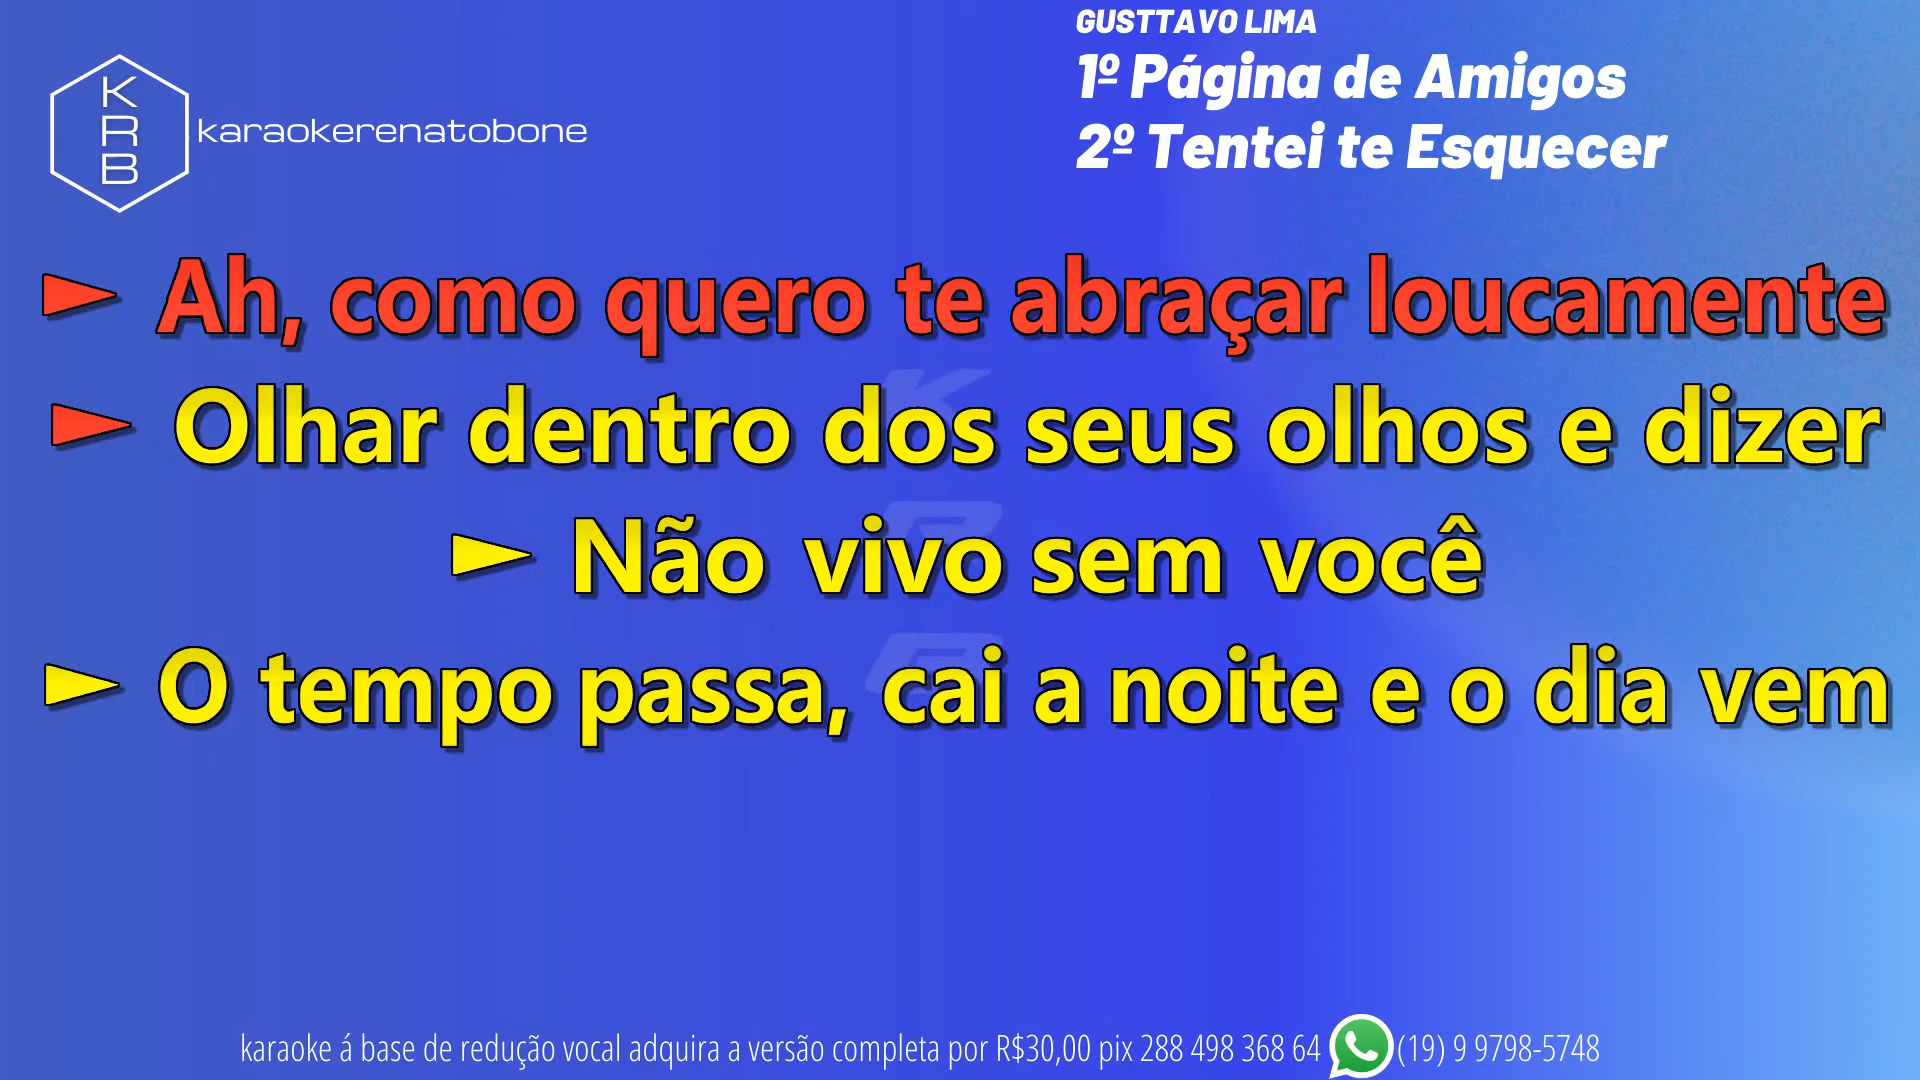 GUSTTAVO LIMA
1º Página de Amigos
2º Tentei te Esquecer
KRB
karaokerenatobone
► Ah, como quero te abraçar loucamente
► Olhar dentro dos seus olhos e dizer
► Não vivo sem você
► O tempo passa, cai a noite e o dia vem
KRB
karaoke á base de redução vocal adquira a versão completa por R$30,00 pix 288 498 368 64 (19) 9 9798-5748